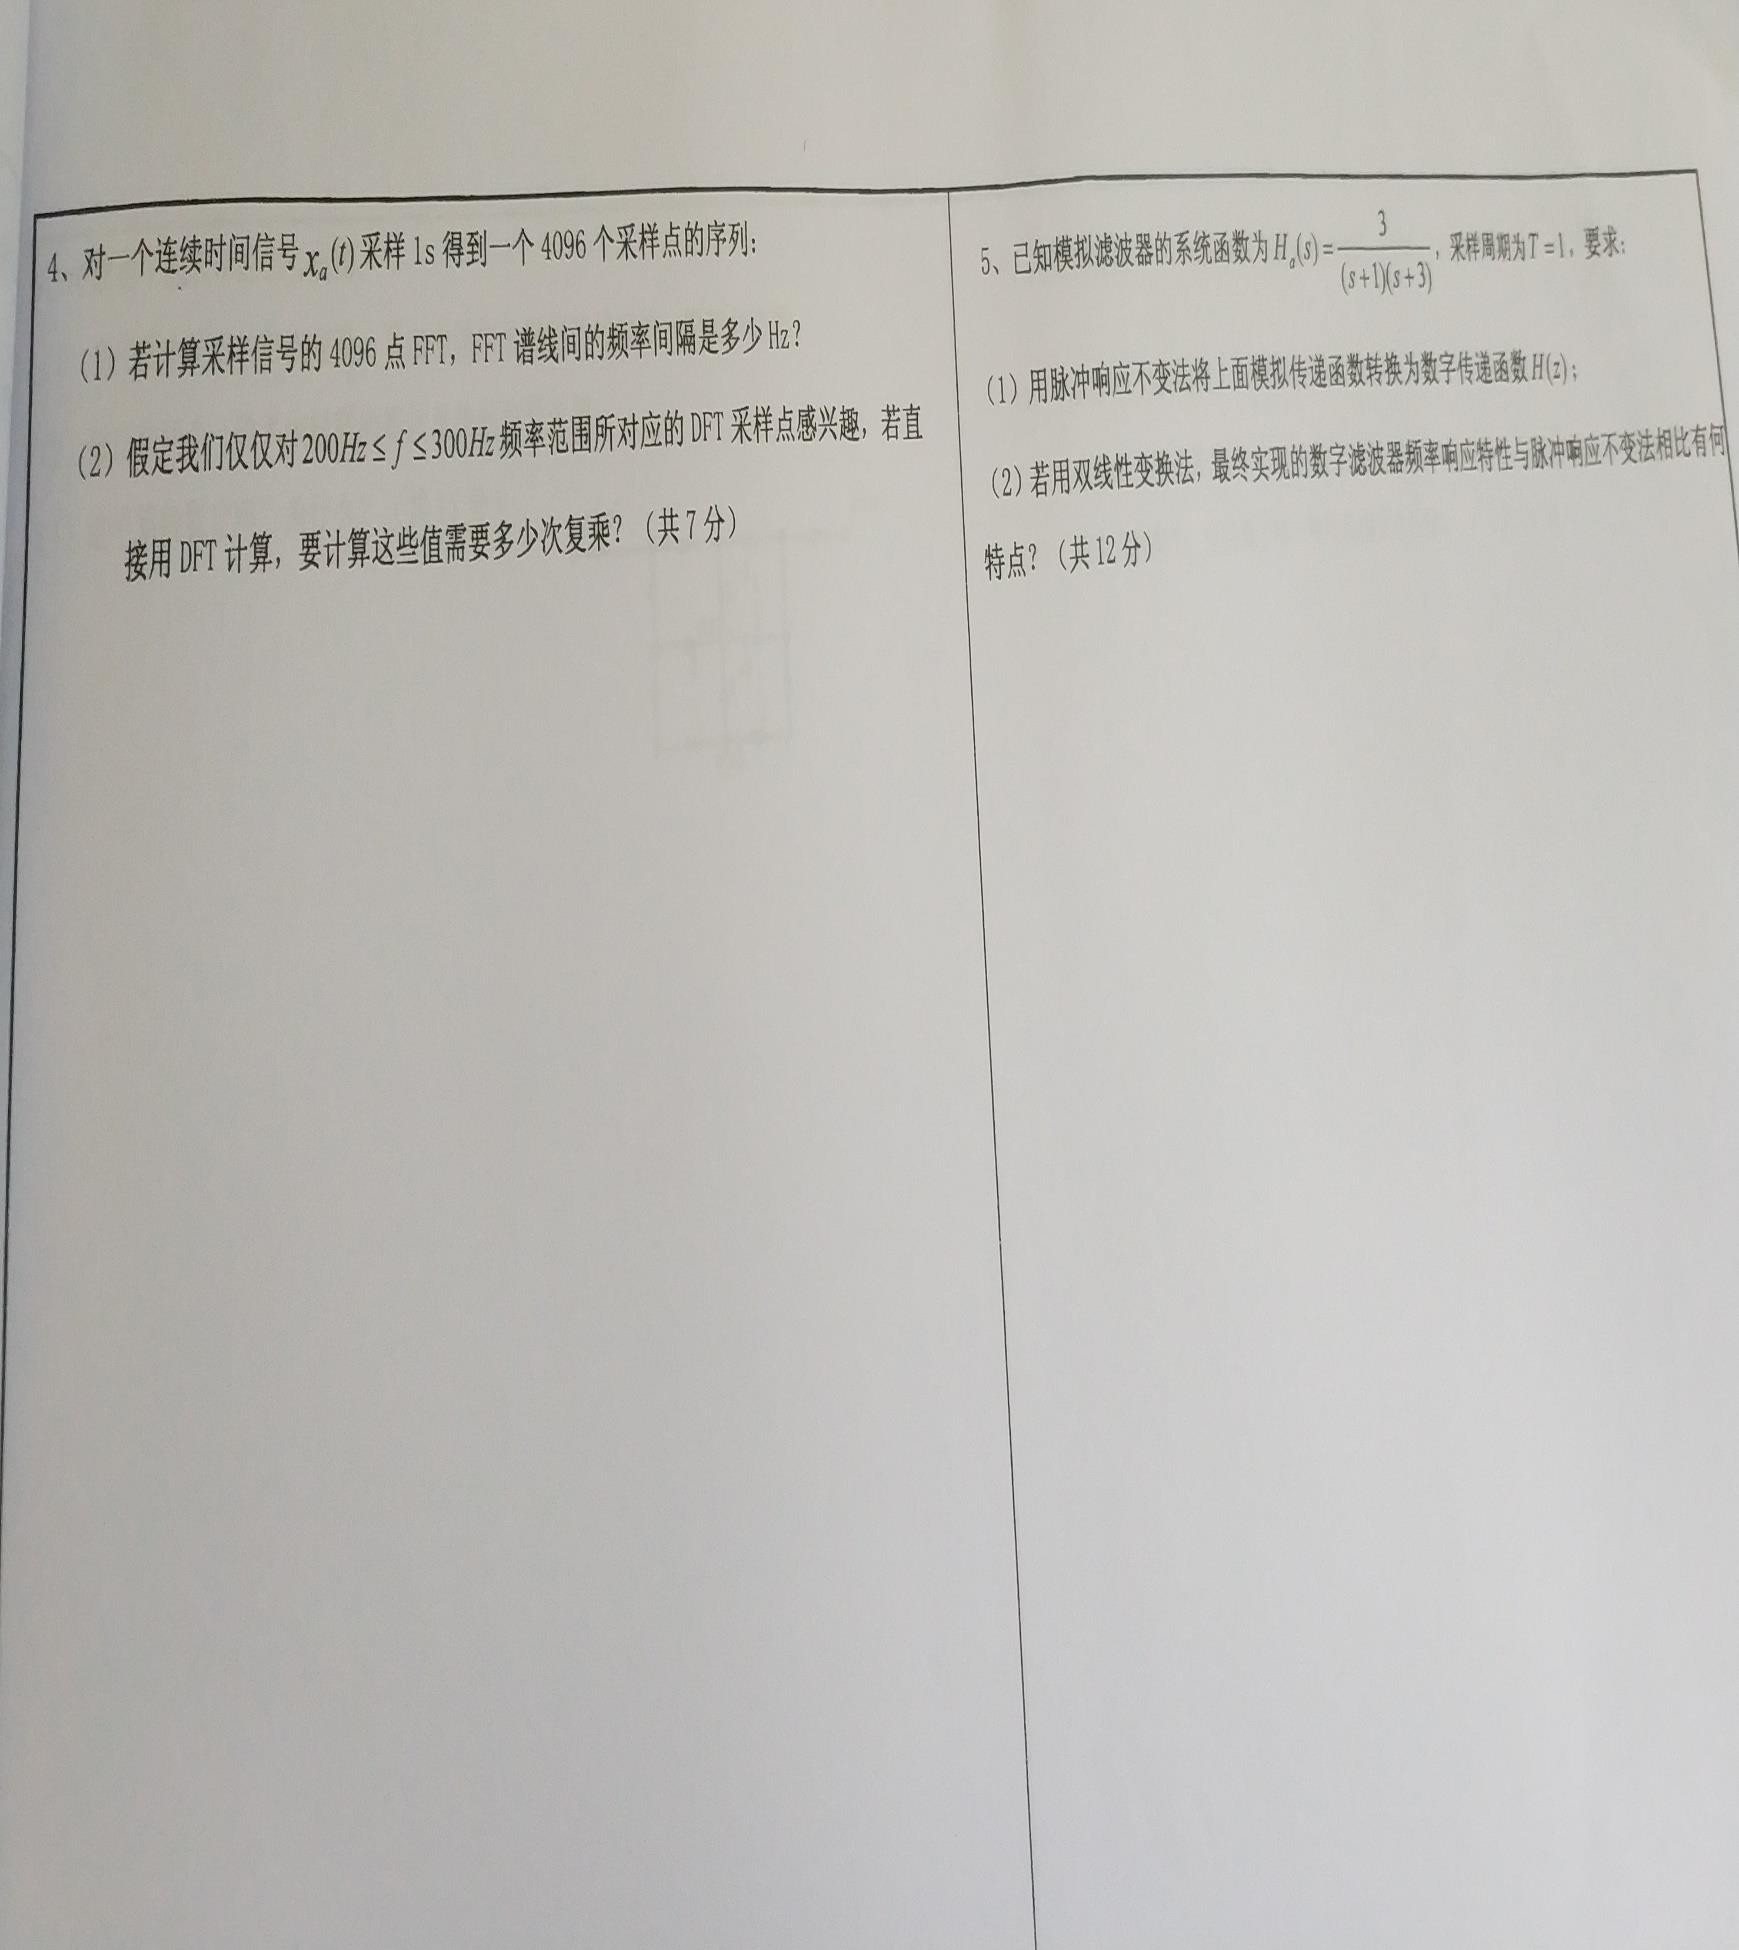 4、对一个连续时间信号 xₐ(t) 采样 1s 得到一个 4096 个采样点的序列：
（1）若计算采样信号的 4096 点 FFT，FFT 谱线间的频率间隔是多少 Hz？
（2）假定我们仅仅对 200Hz ≤ f ≤ 300Hz 频率范围所对应的 DFT 采样点感兴趣，若直
接用 DFT 计算，要计算这些值需要多少次复乘？（共 7 分）
5、已知模拟滤波器的系统函数为 Hₐ(s) = 3/((s+1)(s+3))，采样周期为 T =1，要求：
（1）用脉冲响应不变法将上面模拟传递函数转换为数字传递函数 H(z)；
（2）若用双线性变换法，最终实现的数字滤波器频率响应特性与脉冲响应不变法相比有何
特点？（共 12 分）